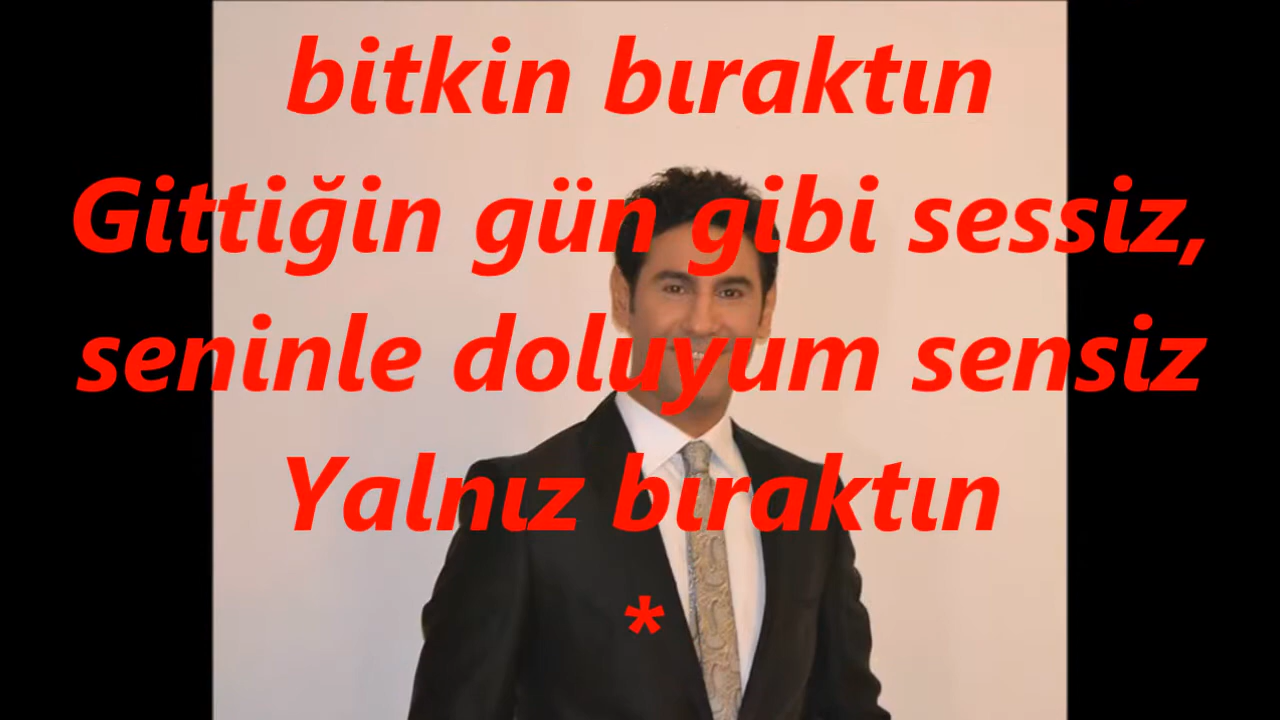 bitkin bıraktın
Gittiğin gün gibi sessiz,
seninle doluyum sensiz
Yalnız bıraktın
*